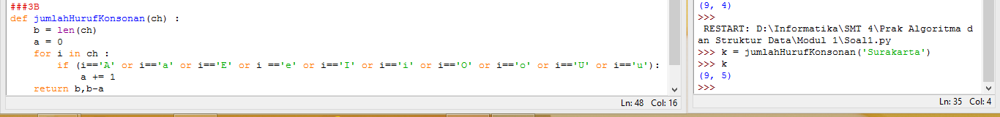 ###3B
def jumlahHurufKonsonan(ch) :
    b = len(ch)
    a = 0
    for i in ch :
        if (i=='A' or i=='a' or i=='E' or i =='e' or i=='I' or i=='i' or i=='O' or i=='o' or i=='U' or i=='u'):
            a += 1
    return b,b-a
Ln: 48 Col: 16
(9, 4)
>>>
 RESTART: D:\Informatika\SMT 4\Prak Algoritma d
an Struktur Data\Modul 1\Soal1.py
>>> k = jumlahHurufKonsonan('Surakarta')
>>> k
(9, 5)
>>>
Ln: 35 Col: 4